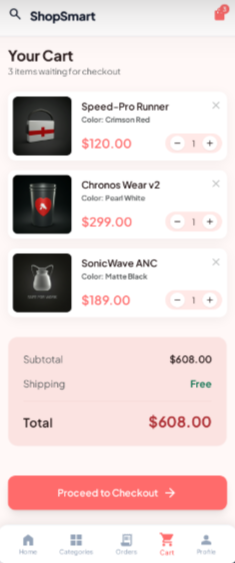 ShopSmart
3
Your Cart
3 items waiting for checkout
Speed-Pro Runner
Color: Crimson Red
$120.00
− 1 +
Chronos Wear v2
Color: Pearl White
$299.00
− 1 +
SonicWave ANC
Color: Matte Black
$189.00
− 1 +
Subtotal $608.00
Shipping Free
Total $608.00
Proceed to Checkout →
Home Categories Orders Cart Profile